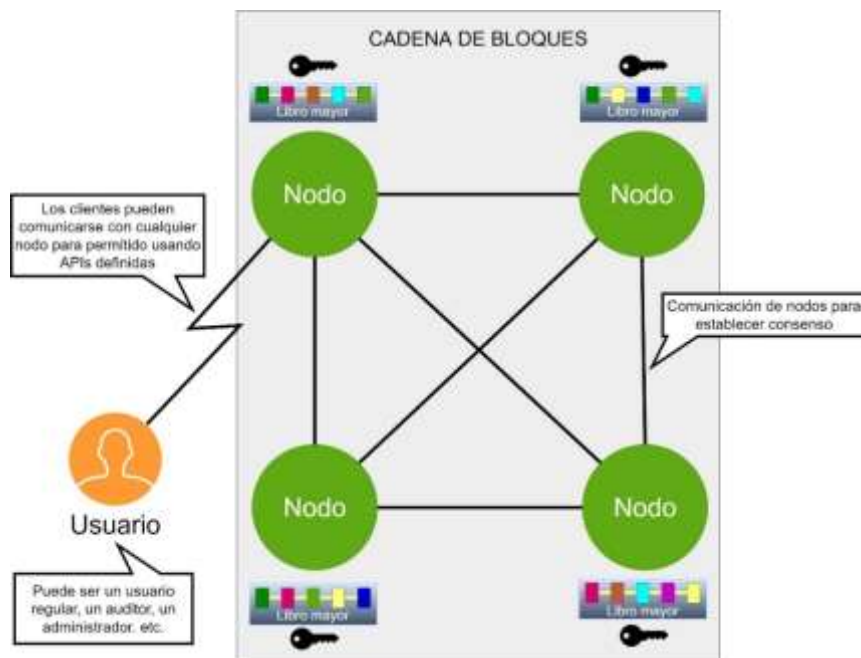 CADENA DE BLOQUES
Libro mayor
Libro mayor
Nodo
Nodo
Los clientes pueden
comunicarse con cualquier
nodo para permitido usando
APIs definidas
Comunicación de nodos para
establecer consenso
Nodo
Nodo
Usuario
Puede ser un usuario
regular, un auditor, un
administrador. etc.
Libro mayor
Libro mayor